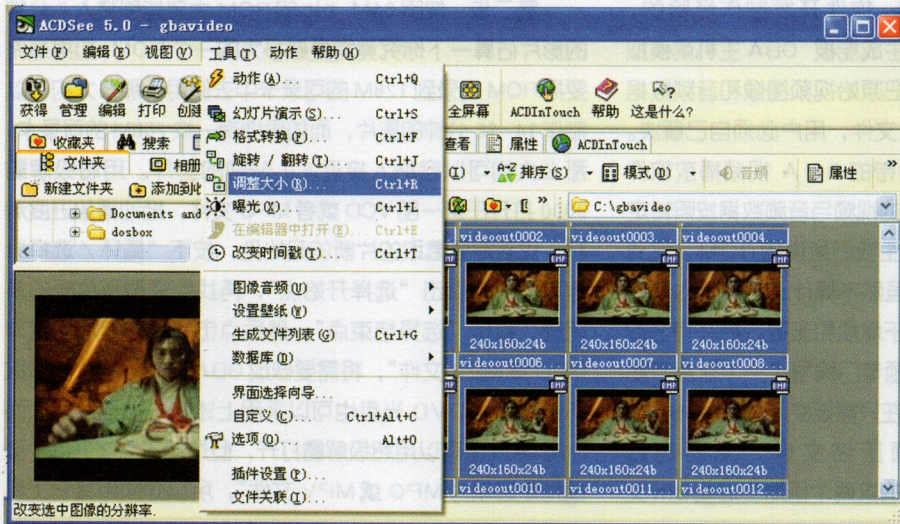 ACDSee 5.0 - gbavideo
文件(F) 编辑(E) 视图(V) 工具(T) 动作 帮助(H)
获得 管理 编辑 打印 创建
收藏夹 搜索
文件夹
新建文件夹 添加到
Documents and
dosbox
动作(A)... Ctrl+Q
幻灯片演示(S)... Ctrl+S
格式转换(F)... Ctrl+F
旋转 / 翻转(T)... Ctrl+J
调整大小(R)... Ctrl+R
曝光(X)... Ctrl+L
在编辑器中打开(E)... Ctrl+E
改变时间戳(T)... Ctrl+T
图像音频(U)
设置壁纸(W)
生成文件列表(G) Ctrl+G
数据库(D)
界面选择向导...
自定义(C)... Ctrl+Alt+C
选项(O)... Alt+O
插件设置(P)...
文件关联(I)...
全屏幕 ACDInTouch 帮助 这是什么?
查看 属性 ACDInTouch
(I) 排序(S) 模式(D) 音频 属性
C:\gbavideo
videoout0002... videoout0003... videoout0004...
BMP BMP BMP
240x160x24b 240x160x24b 240x160x24b
videoout0006... videoout0007... videoout0008...
BMP BMP BMP
240x160x24b 240x160x24b 240x160x24b
videoout0010... videoout0011... videoout0012...
改变选中图像的分辨率.